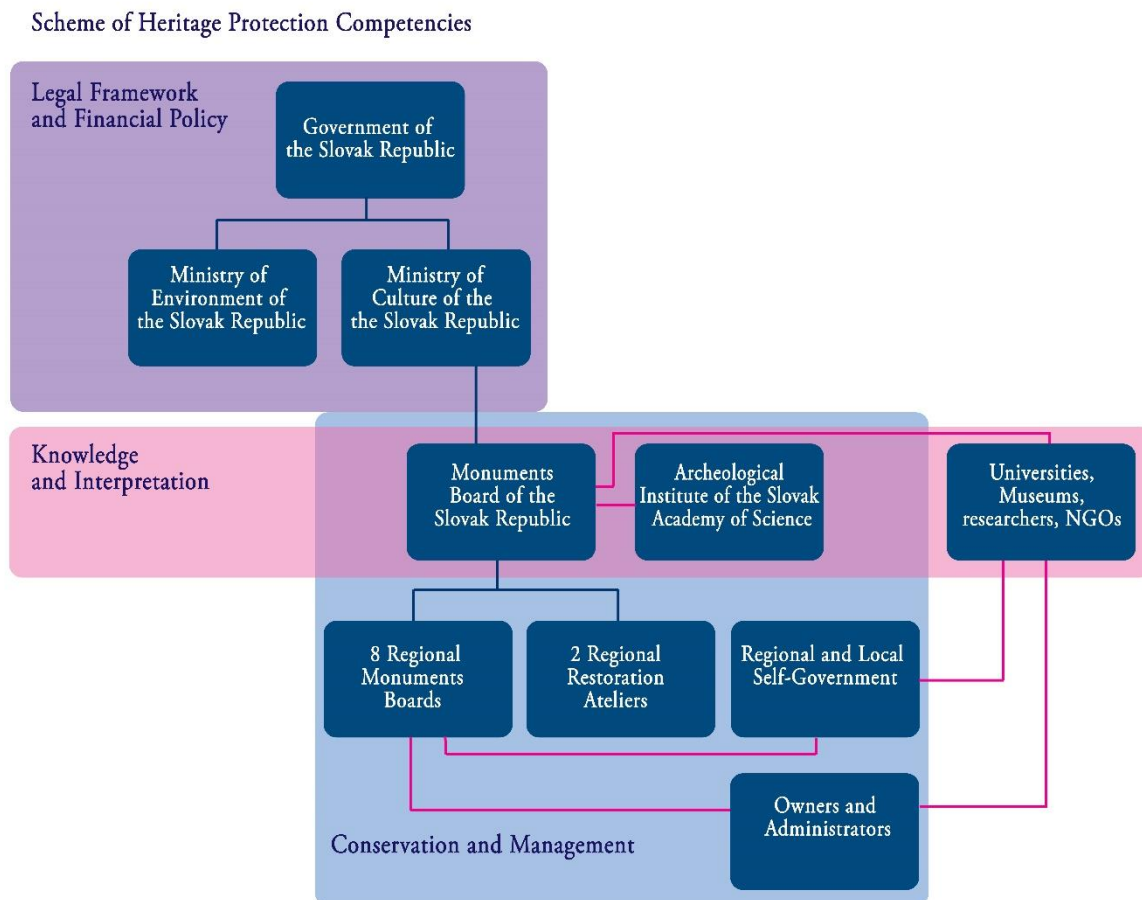 Scheme of Heritage Protection Competencies
Legal Framework
and Financial Policy
Government of
the Slovak Republic
Ministry of
Environment of
the Slovak Republic
Ministry of
Culture of the
the Slovak Republic
Knowledge
and Interpretation
Monuments
Board of the
Slovak Republic
Archeological
Institute of the Slovak
Academy of Science
Universities,
Museums,
researchers, NGOs
8 Regional
Monuments
Boards
2 Regional
Restoration
Ateliers
Regional and Local
Self-Government
Owners and
Administrators
Conservation and Management